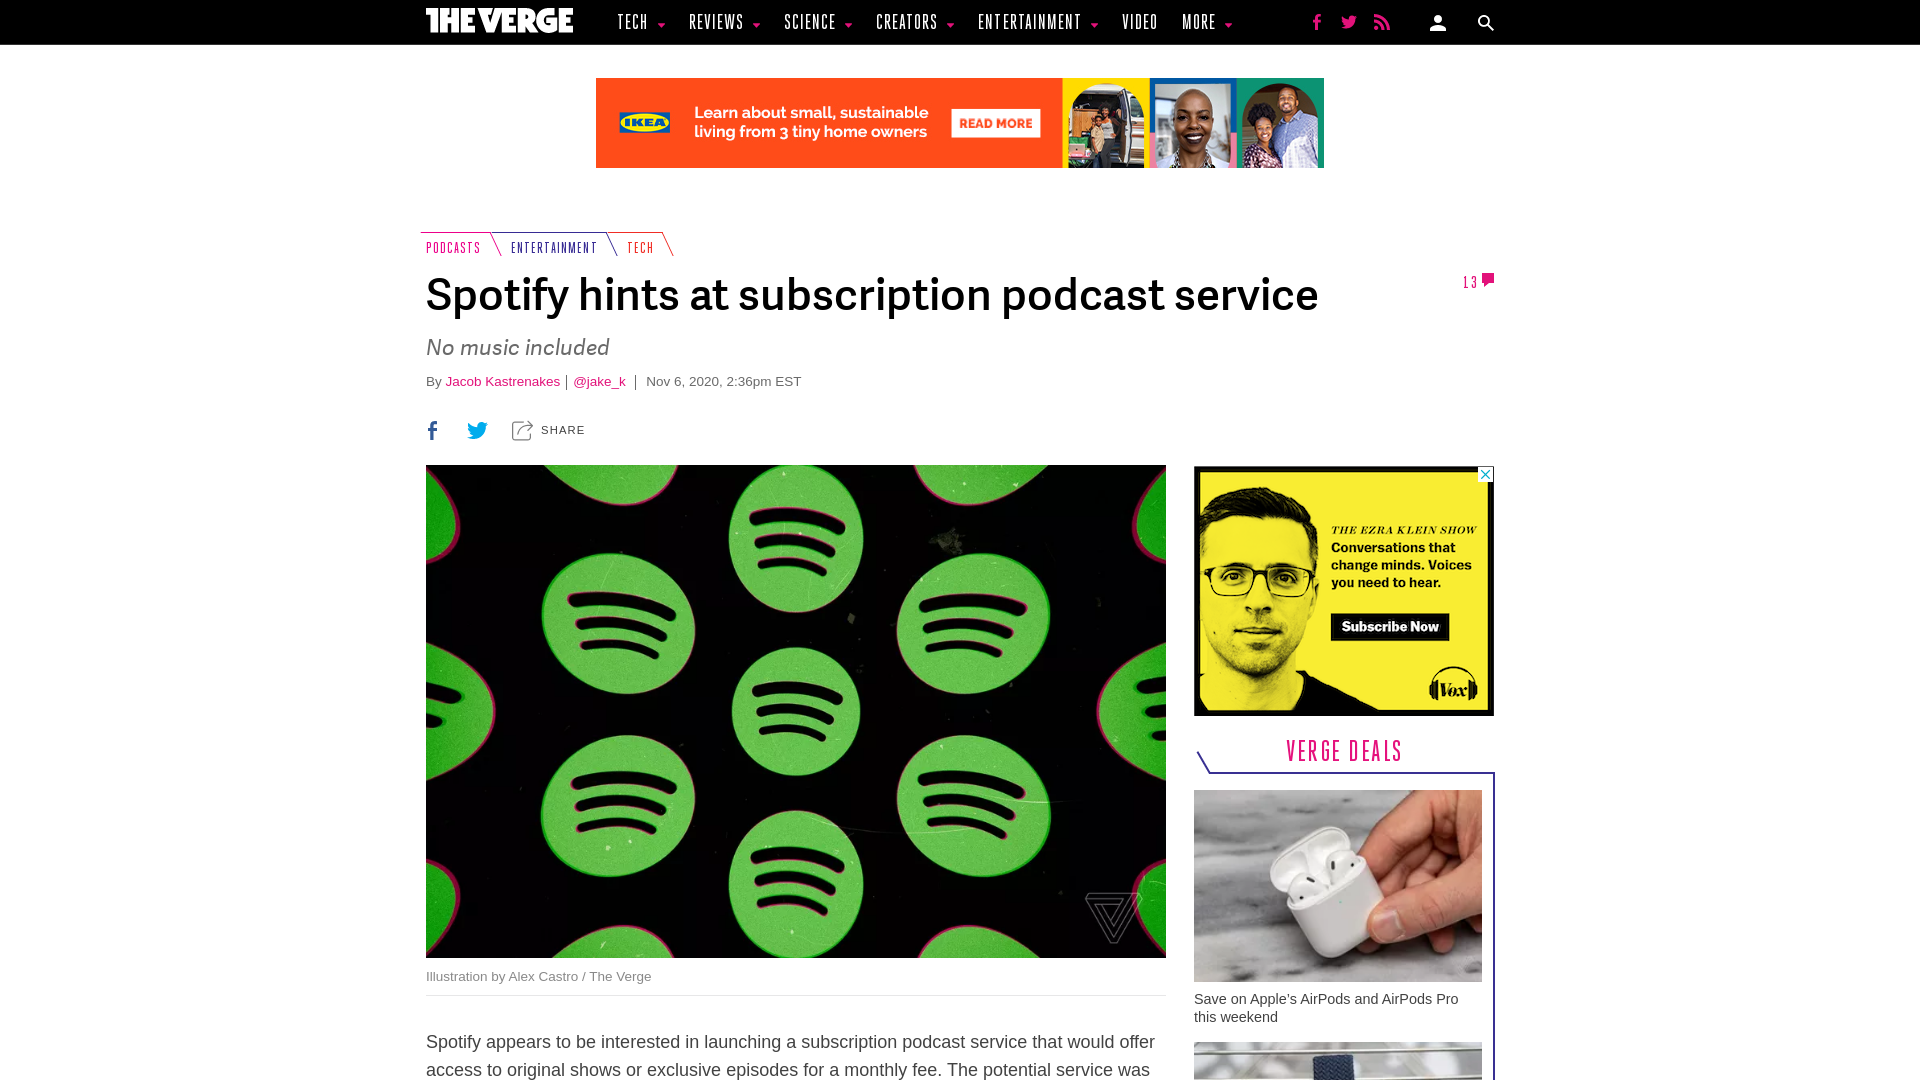 THE VERGE
TECH REVIEWS SCIENCE CREATORS ENTERTAINMENT VIDEO MORE
IKEA
Learn about small, sustainable
living from 3 tiny home owners
READ MORE
PODCASTS ENTERTAINMENT TECH
Spotify hints at subscription podcast service
13
No music included
By Jacob Kastrenakes | @jake_k | Nov 6, 2020, 2:36pm EST
SHARE
THE EZRA KLEIN SHOW
Conversations that
change minds. Voices
you need to hear.
Subscribe Now
Vox
VERGE DEALS
Illustration by Alex Castro / The Verge
Save on Apple’s AirPods and AirPods Pro
this weekend
Spotify appears to be interested in launching a subscription podcast service that would offer
access to original shows or exclusive episodes for a monthly fee. The potential service was